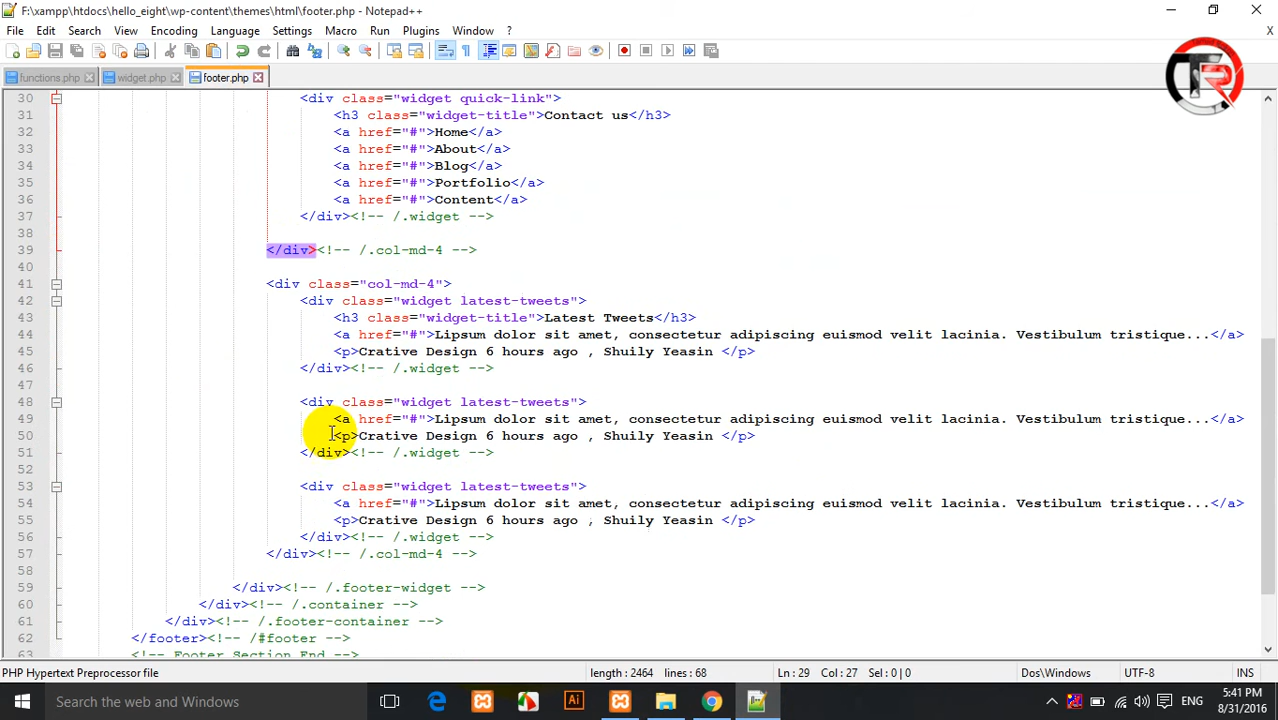 F:\xampp\htdocs\hello_eight\wp-content\themes\html\footer.php - Notepad++
File Edit Search View Encoding Language Settings Macro Run Plugins Window ? X
functions.php widget.php footer.php
TR
30 <div class="widget quick-link">
31 <h3 class="widget-title">Contact us</h3>
32 <a href="#">Home</a>
33 <a href="#">About</a>
34 <a href="#">Blog</a>
35 <a href="#">Portfolio</a>
36 <a href="#">Content</a>
37 </div><!-- /.widget -->
38
39 </div><!-- /.col-md-4 -->
40
41 <div class="col-md-4">
42 <div class="widget latest-tweets">
43 <h3 class="widget-title">Latest Tweets</h3>
44 <a href="#">Lipsum dolor sit amet, consectetur adipiscing euismod velit lacinia. Vestibulum tristique...</a>
45 <p>Crative Design 6 hours ago , Shuily Yeasin </p>
46 </div><!-- /.widget -->
47
48 <div class="widget latest-tweets">
49 <a href="#">Lipsum dolor sit amet, consectetur adipiscing euismod velit lacinia. Vestibulum tristique...</a>
50 <p>Crative Design 6 hours ago , Shuily Yeasin </p>
51 </div><!-- /.widget -->
52
53 <div class="widget latest-tweets">
54 <a href="#">Lipsum dolor sit amet, consectetur adipiscing euismod velit lacinia. Vestibulum tristique...</a>
55 <p>Crative Design 6 hours ago , Shuily Yeasin </p>
56 </div><!-- /.widget -->
57 </div><!-- /.col-md-4 -->
58
59 </div><!-- /.footer-widget -->
60 </div><!-- /.container -->
61 </div><!-- /.footer-container -->
62 </footer><!-- /#footer -->
63 <!-- Footer Section End -->
PHP Hypertext Preprocessor file length : 2464 lines : 68 Ln : 29 Col : 27 Sel : 0 | 0 Dos\Windows UTF-8 INS
Search the web and Windows Ai ENG 5:41 PM
8/31/2016